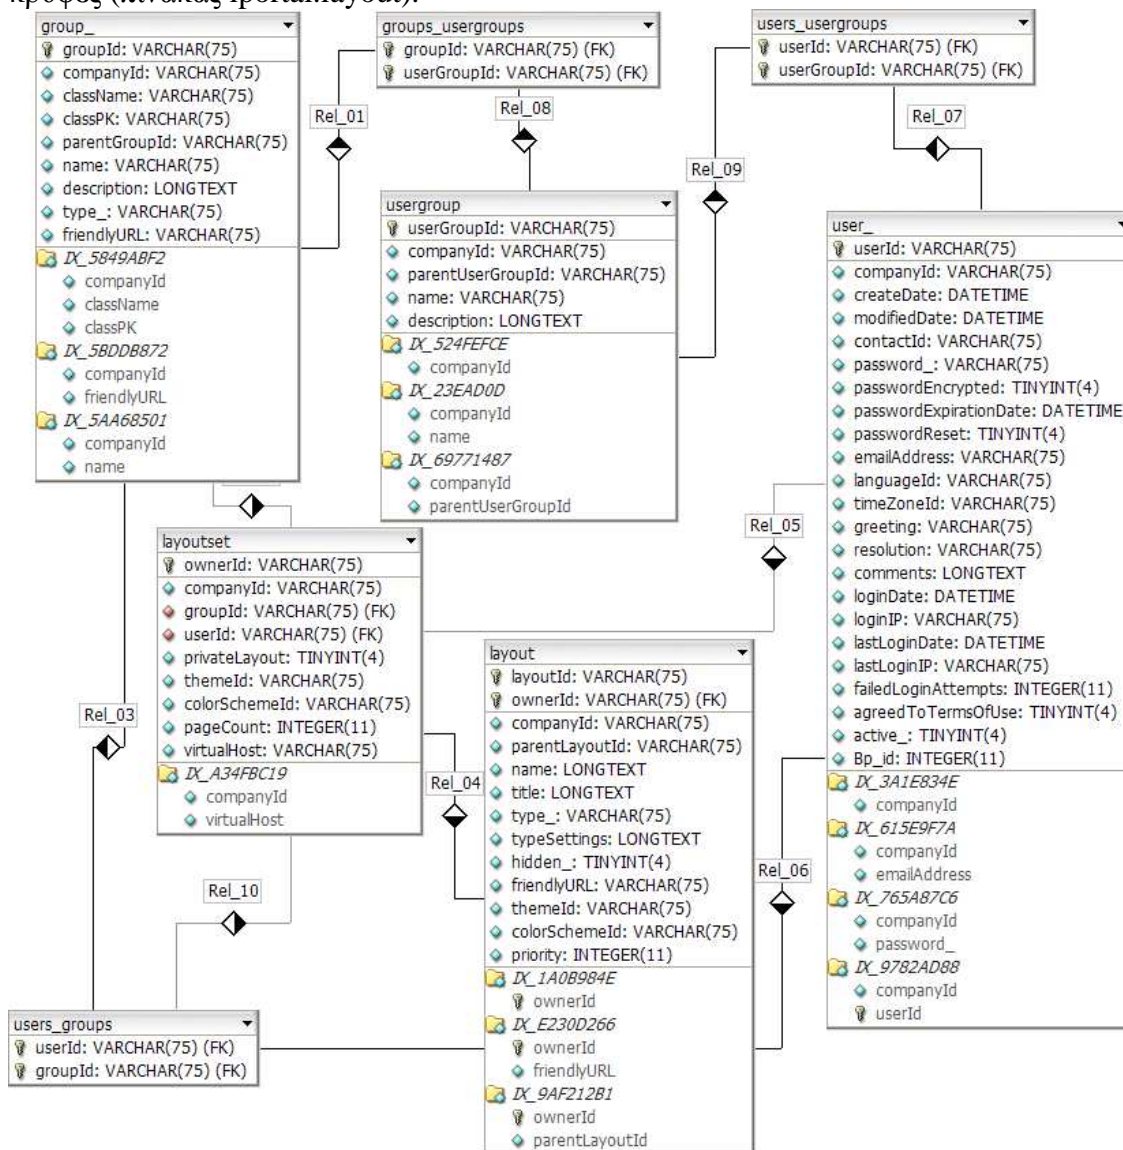 κρυφός (πίνακας lportal.layout).
group_
groupId: VARCHAR(75)
companyId: VARCHAR(75)
className: VARCHAR(75)
classPK: VARCHAR(75)
parentGroupId: VARCHAR(75)
name: VARCHAR(75)
description: LONGTEXT
type_: VARCHAR(75)
friendlyURL: VARCHAR(75)
IX_5849ABF2
companyId
className
classPK
IX_5BDDB872
companyId
friendlyURL
IX_5AA68501
companyId
name
Rel_01
groups_usergroups
groupId: VARCHAR(75) (FK)
userGroupId: VARCHAR(75) (FK)
Rel_08
users_usergroups
userId: VARCHAR(75) (FK)
userGroupId: VARCHAR(75) (FK)
Rel_07
Rel_09
usergroup
userGroupId: VARCHAR(75)
companyId: VARCHAR(75)
parentUserGroupId: VARCHAR(75)
name: VARCHAR(75)
description: LONGTEXT
IX_524FEFCE
companyId
IX_23EAD0D
companyId
name
IX_69771487
companyId
parentUserGroupId
user_
userId: VARCHAR(75)
companyId: VARCHAR(75)
createDate: DATETIME
modifiedDate: DATETIME
contactId: VARCHAR(75)
password_: VARCHAR(75)
passwordEncrypted: TINYINT(4)
passwordExpirationDate: DATETIME
passwordReset: TINYINT(4)
emailAddress: VARCHAR(75)
languageId: VARCHAR(75)
timeZoneId: VARCHAR(75)
greeting: VARCHAR(75)
resolution: VARCHAR(75)
comments: LONGTEXT
loginDate: DATETIME
loginIP: VARCHAR(75)
lastLoginDate: DATETIME
lastLoginIP: VARCHAR(75)
failedLoginAttempts: INTEGER(11)
agreedToTermsOfUse: TINYINT(4)
active_: TINYINT(4)
Bp_id: INTEGER(11)
IX_3A1E834E
companyId
IX_615E9F7A
companyId
emailAddress
IX_765A87C6
companyId
password_
IX_9782AD88
companyId
userId
Rel_05
layoutset
ownerId: VARCHAR(75)
companyId: VARCHAR(75)
groupId: VARCHAR(75) (FK)
userId: VARCHAR(75) (FK)
privateLayout: TINYINT(4)
themeId: VARCHAR(75)
colorSchemeId: VARCHAR(75)
pageCount: INTEGER(11)
virtualHost: VARCHAR(75)
IX_A34FBC19
companyId
virtualHost
Rel_03
Rel_04
layout
layoutId: VARCHAR(75)
ownerId: VARCHAR(75) (FK)
companyId: VARCHAR(75)
parentLayoutId: VARCHAR(75)
name: LONGTEXT
title: LONGTEXT
type_: VARCHAR(75)
typeSettings: LONGTEXT
hidden_: TINYINT(4)
friendlyURL: VARCHAR(75)
themeId: VARCHAR(75)
colorSchemeId: VARCHAR(75)
priority: INTEGER(11)
IX_1A0B984E
ownerId
IX_E230D266
ownerId
friendlyURL
IX_9AF212B1
ownerId
parentLayoutId
Rel_06
Rel_10
users_groups
userId: VARCHAR(75) (FK)
groupId: VARCHAR(75) (FK)